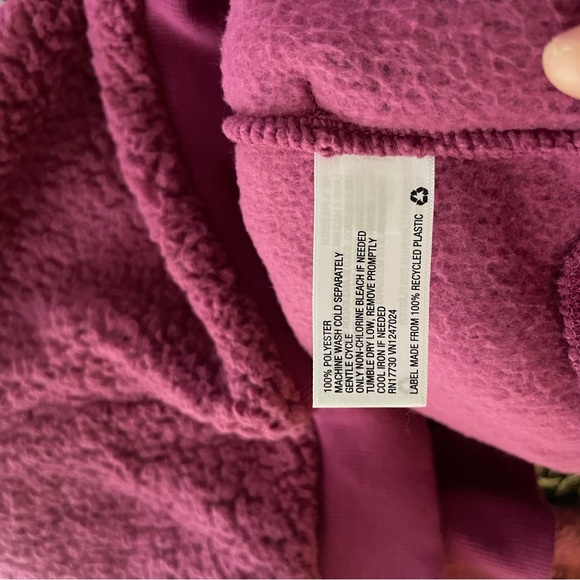 100% POLYESTER
MACHINE WASH COLD SEPARATELY
GENTLE CYCLE
ONLY NON-CHLORINE BLEACH IF NEEDED
TUMBLE DRY LOW, REMOVE PROMPTLY
COOL IRON IF NEEDED
RN17730 VN1247024
LABEL MADE FROM 100% RECYCLED PLASTIC